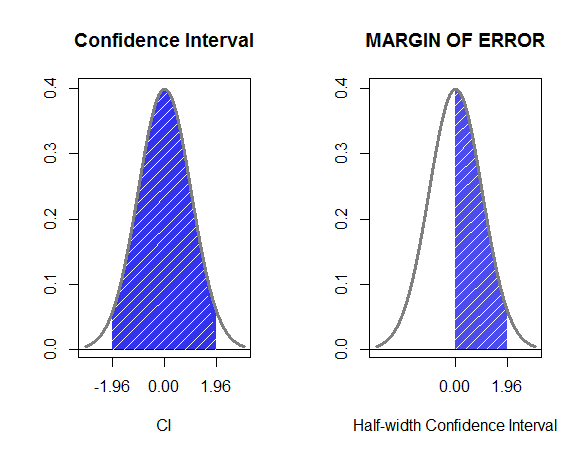 Confidence Interval
0.4
0.3
0.2
0.1
0.0
-1.96 0.00 1.96
CI
MARGIN OF ERROR
0.4
0.3
0.2
0.1
0.0
0.00 1.96
Half-width Confidence Interval